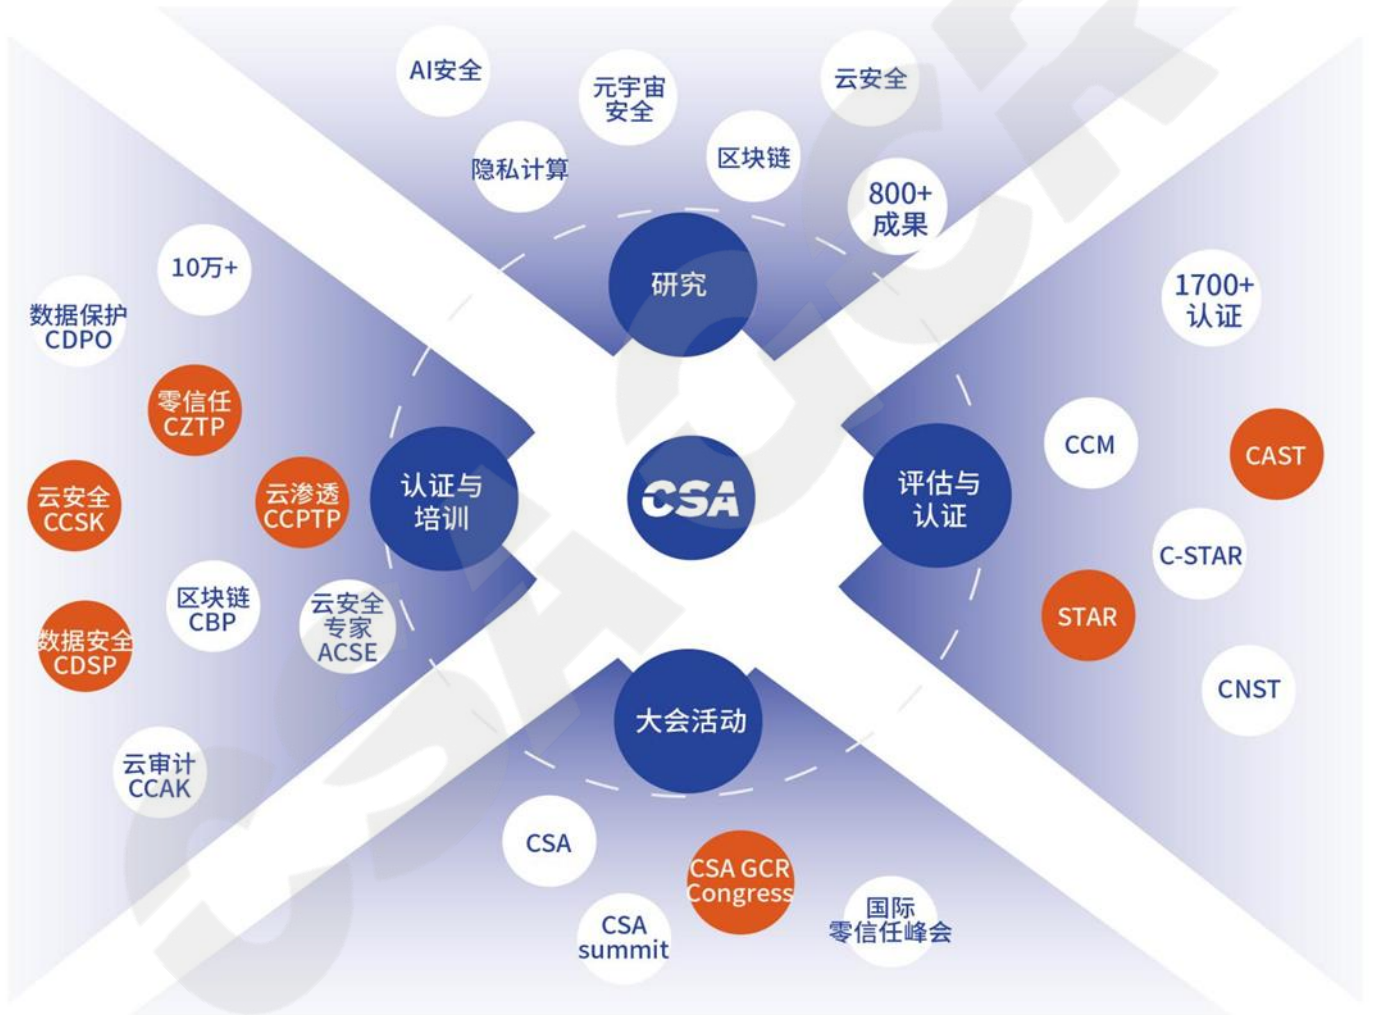 AI安全
元宇宙
安全
云安全
隐私计算
区块链
800+
成果
研究
10万+
数据保护
CDPO
零信任
CZTP
云安全
CCSK
云渗透
CCPTP
认证与
培训
数据安全
CDSP
区块链
CBP
云安全
专家
ACSE
云审计
CCAK
CSA
评估与
认证
1700+
认证
CCM
CAST
C-STAR
STAR
CNST
大会活动
CSA
CSA GCR
Congress
CSA
summit
国际
零信任峰会
CSA GCR